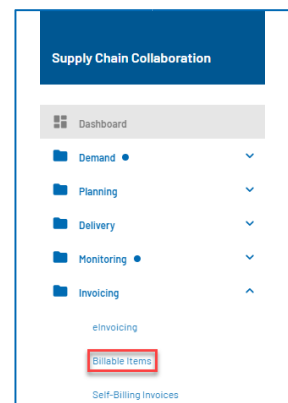 Supply Chain Collaboration
Dashboard
Demand
Planning
Delivery
Monitoring
Invoicing
eInvoicing
Billable Items
Self-Billing Invoices